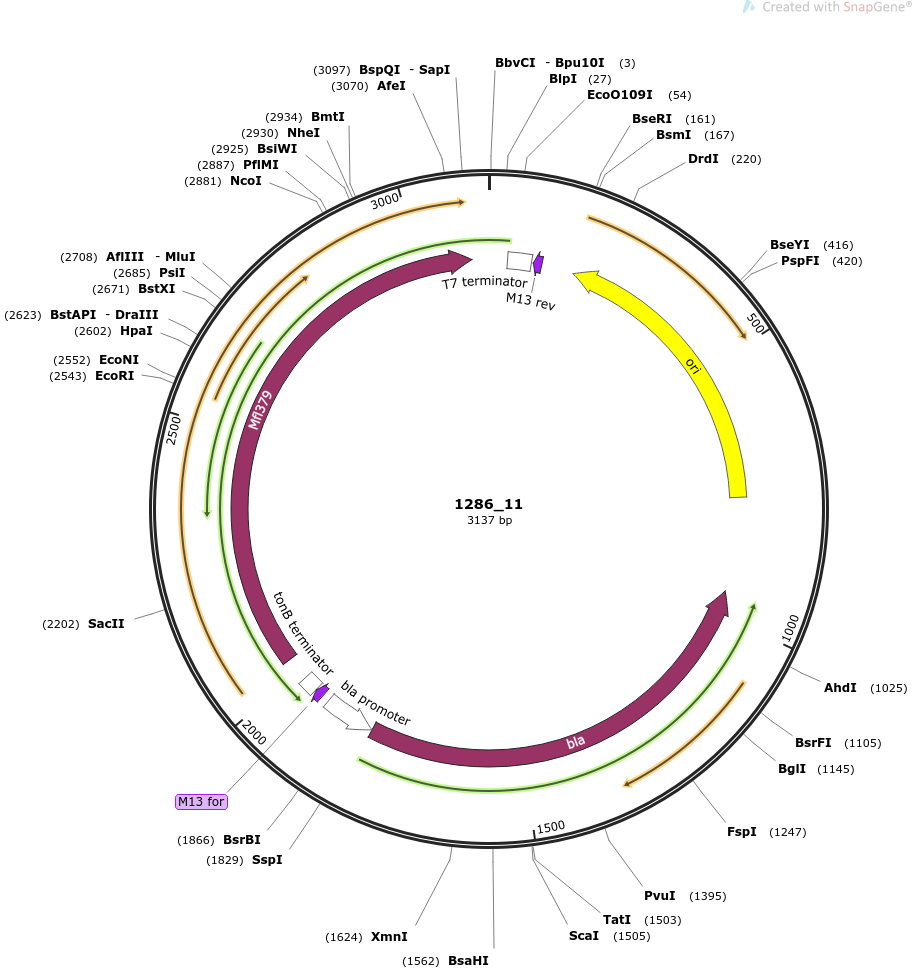 Created with SnapGene®
(3097) BspQI - SapI
(3070) AfeI
(2934) BmtI
(2930) NheI
(2925) BsiWI
(2887) PflMI
(2881) NcoI
BbvCI - Bpu10I (3)
BlpI (27)
EcoO109I (54)
BseRI (161)
BsmI (167)
DrdI (220)
BseYI (416)
PspFI (420)
(2708) AflIII - MluI
(2685) PsiI
(2671) BstXI
(2623) BstAPI - DraIII
(2602) HpaI
(2552) EcoNI
(2543) EcoRI
(2202) SacII
3000
500
2500
1000
2000
1500
T7 terminator
M13 rev
ori
Mfl379
1286_11
3137 bp
tonB terminator
bla promoter
bla
M13 for
AhdI (1025)
BsrFI (1105)
BglI (1145)
FspI (1247)
PvuI (1395)
TatI (1503)
ScaI (1505)
(1866) BsrBI
(1829) SspI
(1624) XmnI
(1562) BsaHI